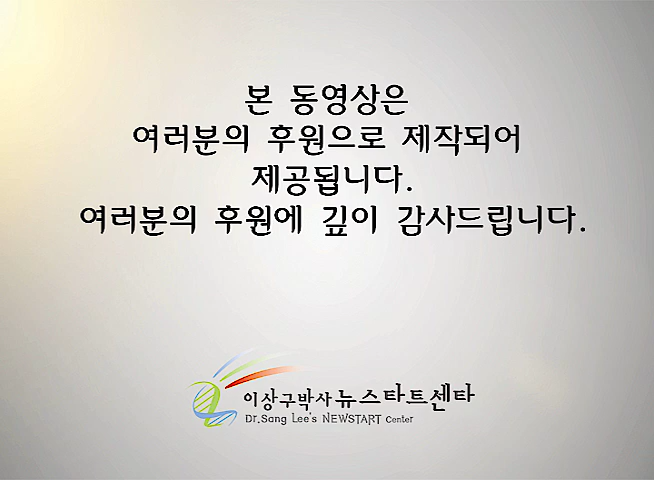 본 동영상은
여러분의 후원으로 제작되어
제공됩니다.
여러분의 후원에 깊이 감사드립니다.
이상구박사 뉴스타트센타
Dr.Sang Lee's NEWSTART Center